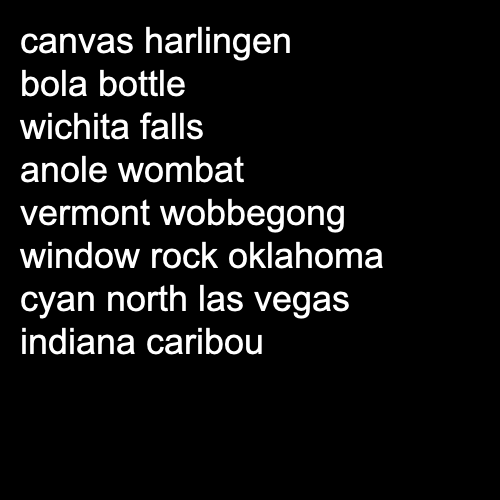 canvas harlingen
bola bottle
wichita falls
anole wombat
vermont wobbegong
window rock oklahoma
cyan north las vegas
indiana caribou